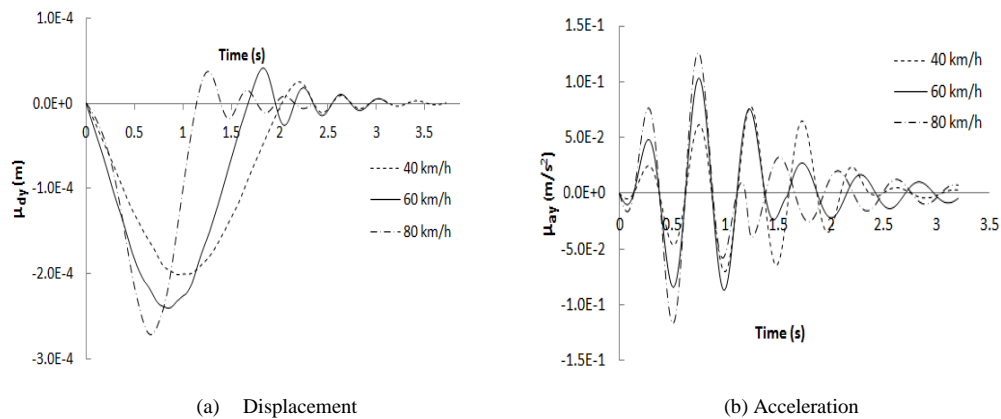 1.0E-4
0.0E+0
-1.0E-4
-2.0E-4
-3.0E-4
μdy (m)
Time (s)
0 0.5 1 1.5 2 2.5 3 3.5
40 km/h
60 km/h
80 km/h
(a) Displacement
1.5E-1
1.0E-1
5.0E-2
0.0E+0
-5.0E-2
-1.0E-1
-1.5E-1
μay (m/s²)
0 0.5 1 1.5 2 2.5 3 3.5
40 km/h
60 km/h
80 km/h
Time (s)
(b) Acceleration